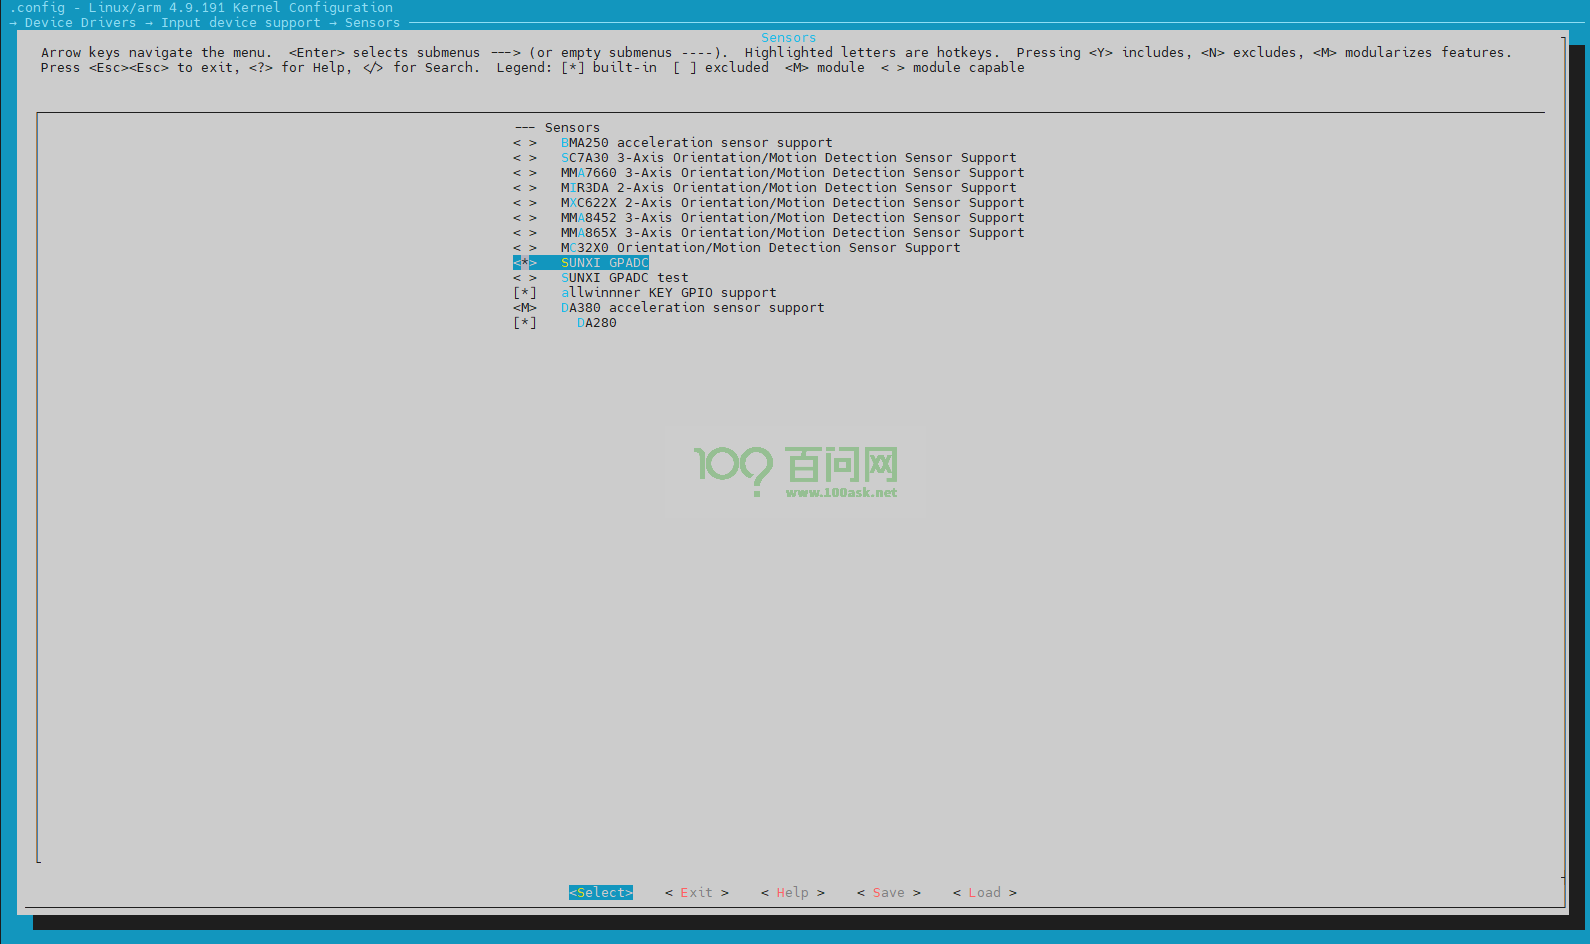 .config - Linux/arm 4.9.191 Kernel Configuration
→ Device Drivers → Input device support → Sensors
Sensors
Arrow keys navigate the menu.  <Enter> selects submenus ---> (or empty submenus ----).  Highlighted letters are hotkeys.  Pressing <Y> includes, <N> excludes, <M> modularizes features.
Press <Esc><Esc> to exit, <?> for Help, </> for Search.  Legend: [*] built-in  [ ] excluded  <M> module  < > module capable
--- Sensors
< >   BMA250 acceleration sensor support
< >   SC7A30 3-Axis Orientation/Motion Detection Sensor Support
< >   MMA7660 3-Axis Orientation/Motion Detection Sensor Support
< >   MIR3DA 2-Axis Orientation/Motion Detection Sensor Support
< >   MXC622X 2-Axis Orientation/Motion Detection Sensor Support
< >   MMA8452 3-Axis Orientation/Motion Detection Sensor Support
< >   MMA865X 3-Axis Orientation/Motion Detection Sensor Support
< >   MC32X0 Orientation/Motion Detection Sensor Support
<*>   SUNXI GPADC
< >   SUNXI GPADC test
[*]   allwinnner KEY GPIO support
<M>   DA380 acceleration sensor support
[*]     DA280
100? 百问网
www.100ask.net
<Select>    < Exit >    < Help >    < Save >    < Load >